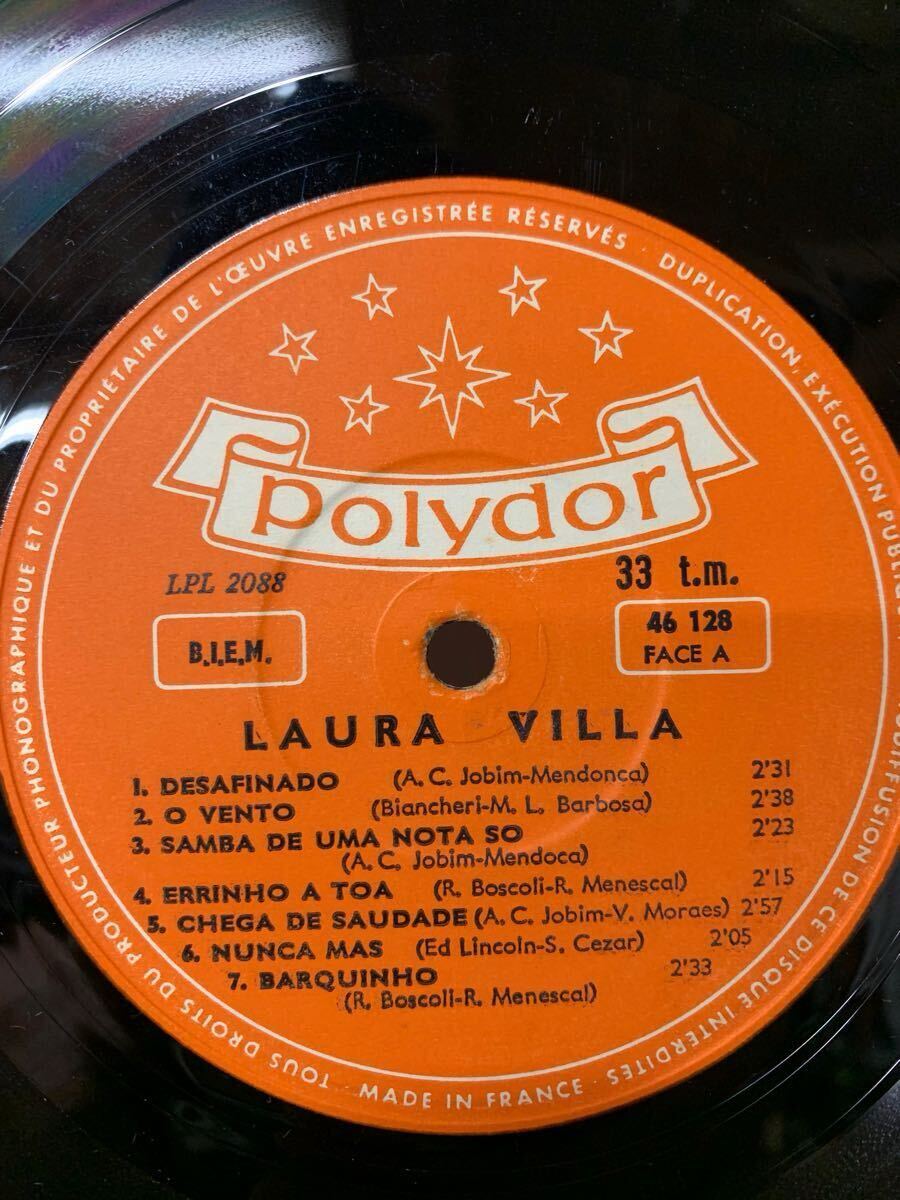 TOUS DROITS DU PRODUCTEUR PHONOGRAPHIQUE ET DU PROPRIÉTAIRE DE L'ŒUVRE ENREGISTRÉE RÉSERVÉS · DUPLICATION, EXÉCUTION PUBLIQUE DIFFUSION DE CE DISQUE INTERDITES ·
polydor
LPL 2088
33 t.m.
B.I.E.M.
46 128
FACE A
LAURA VILLA
1. DESAFINADO (A. C. Jobim-Mendonca) 2'31
2. O VENTO (Biancheri-M. L. Barbosa) 2'38
3. SAMBA DE UMA NOTA SO 2'23
(A. C. Jobim-Mendoca)
4. ERRINHO A TOA (R. Boscoli-R. Menescal) 2'15
5. CHEGA DE SAUDADE (A. C. Jobim-V. Moraes) 2'57
6. NUNCA MAS (Ed Lincoln-S. Cezar) 2'05
7. BARQUINHO 2'33
(R. Boscoli-R. Menescal)
MADE IN FRANCE